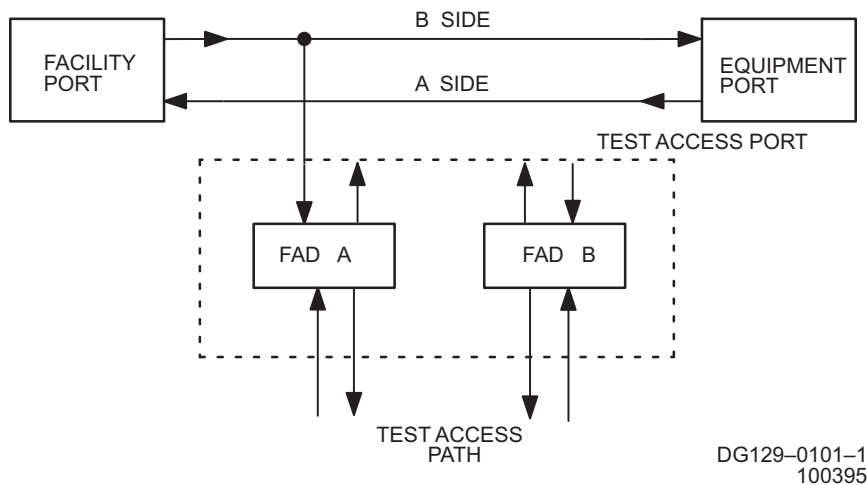 B SIDE
FACILITY
PORT
EQUIPMENT
PORT
A SIDE
TEST ACCESS PORT
FAD A
FAD B
TEST ACCESS
PATH
DG129–0101–1
100395